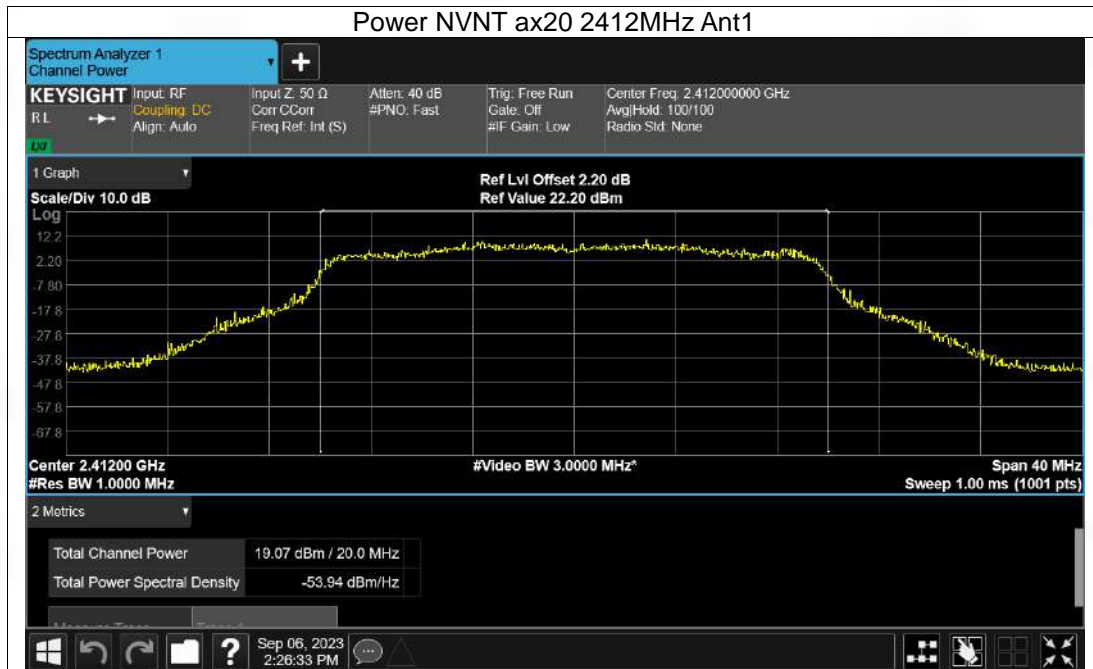 Power NVNT ax20 2412MHz Ant1
Spectrum Analyzer 1
Channel Power
+
KEYSIGHT
R L
LXI
Input: RF
Coupling: DC
Align: Auto
Input Z: 50 Ω
Corr CCorr
Freq Ref: Int (S)
Atten: 40 dB
#PNO: Fast
Trig: Free Run
Gate: Off
#IF Gain: Low
Center Freq: 2.412000000 GHz
Avg|Hold: 100/100
Radio Std: None
1 Graph
Scale/Div 10.0 dB
Ref Lvl Offset 2.20 dB
Ref Value 22.20 dBm
Log
12.2
2.20
-7.80
-17.8
-27.8
-37.8
-47.8
-57.8
-67.8
Center 2.41200 GHz
#Res BW 1.0000 MHz
#Video BW 3.0000 MHz*
Span 40 MHz
Sweep 1.00 ms (1001 pts)
2 Metrics
Total Channel Power 19.07 dBm / 20.0 MHz
Total Power Spectral Density -53.94 dBm/Hz
?
Sep 06, 2023
2:26:33 PM